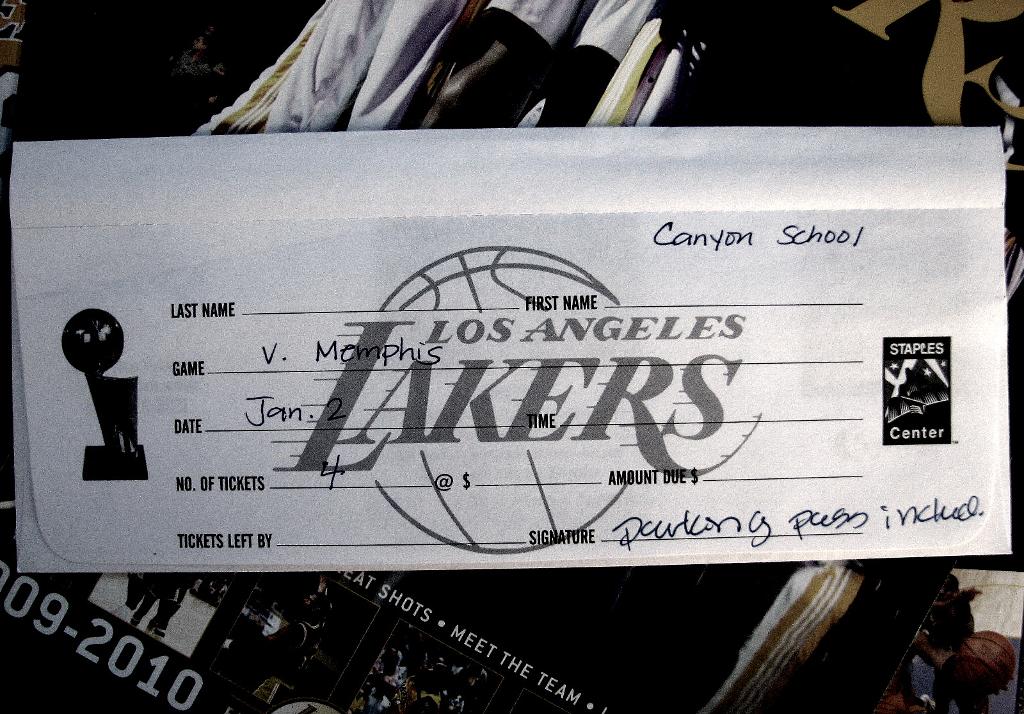 Canyon School
LAST NAME FIRST NAME
LOS ANGELES
LAKERS
GAME V. Memphis
STAPLES
Center
DATE Jan. 2 TIME
NO. OF TICKETS 4 @ $ AMOUNT DUE $
TICKETS LEFT BY SIGNATURE parking pass includ.
009-2010
EAT SHOTS • MEET THE TEAM •